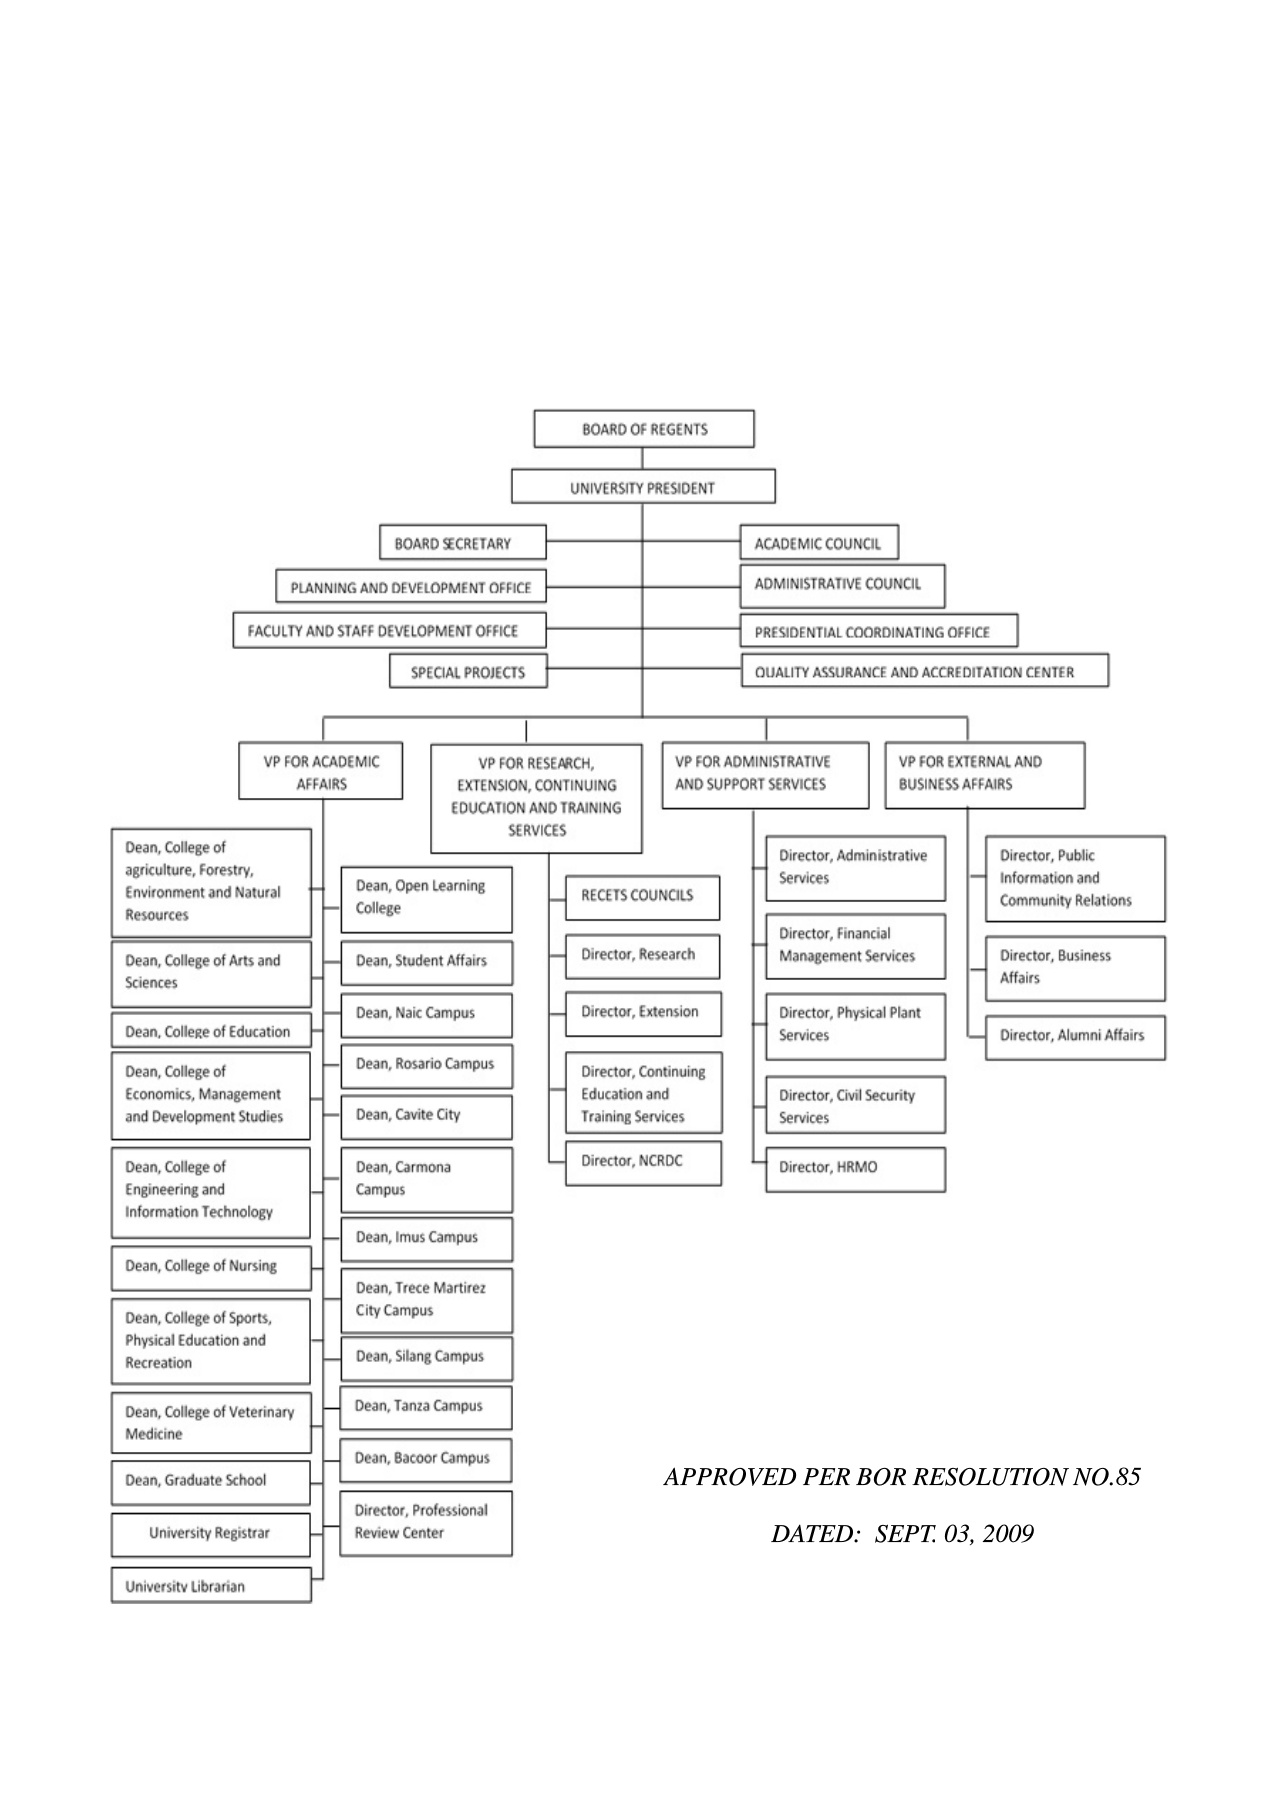 BOARD OF REGENTS
UNIVERSITY PRESIDENT
BOARD SECRETARY
ACADEMIC COUNCIL
PLANNING AND DEVELOPMENT OFFICE
ADMINISTRATIVE COUNCIL
FACULTY AND STAFF DEVELOPMENT OFFICE
PRESIDENTIAL COORDINATING OFFICE
SPECIAL PROJECTS
QUALITY ASSURANCE AND ACCREDITATION CENTER
VP FOR ACADEMIC
AFFAIRS
VP FOR RESEARCH,
EXTENSION, CONTINUING
EDUCATION AND TRAINING
SERVICES
VP FOR ADMINISTRATIVE
AND SUPPORT SERVICES
VP FOR EXTERNAL AND
BUSINESS AFFAIRS
Dean, College of
agriculture, Forestry,
Environment and Natural
Resources
Dean, College of Arts and
Sciences
Dean, College of Education
Dean, College of
Economics, Management
and Development Studies
Dean, College of
Engineering and
Information Technology
Dean, College of Nursing
Dean, College of Sports,
Physical Education and
Recreation
Dean, College of Veterinary
Medicine
Dean, Graduate School
University Registrar
University Librarian
Dean, Open Learning
College
Dean, Student Affairs
Dean, Naic Campus
Dean, Rosario Campus
Dean, Cavite City
Dean, Carmona
Campus
Dean, Imus Campus
Dean, Trece Martirez
City Campus
Dean, Silang Campus
Dean, Tanza Campus
Dean, Bacoor Campus
Director, Professional
Review Center
RECETS COUNCILS
Director, Research
Director, Extension
Director, Continuing
Education and
Training Services
Director, NCRDC
Director, Administrative
Services
Director, Financial
Management Services
Director, Physical Plant
Services
Director, Civil Security
Services
Director, HRMO
Director, Public
Information and
Community Relations
Director, Business
Affairs
Director, Alumni Affairs
APPROVED PER BOR RESOLUTION NO.85
DATED: SEPT. 03, 2009